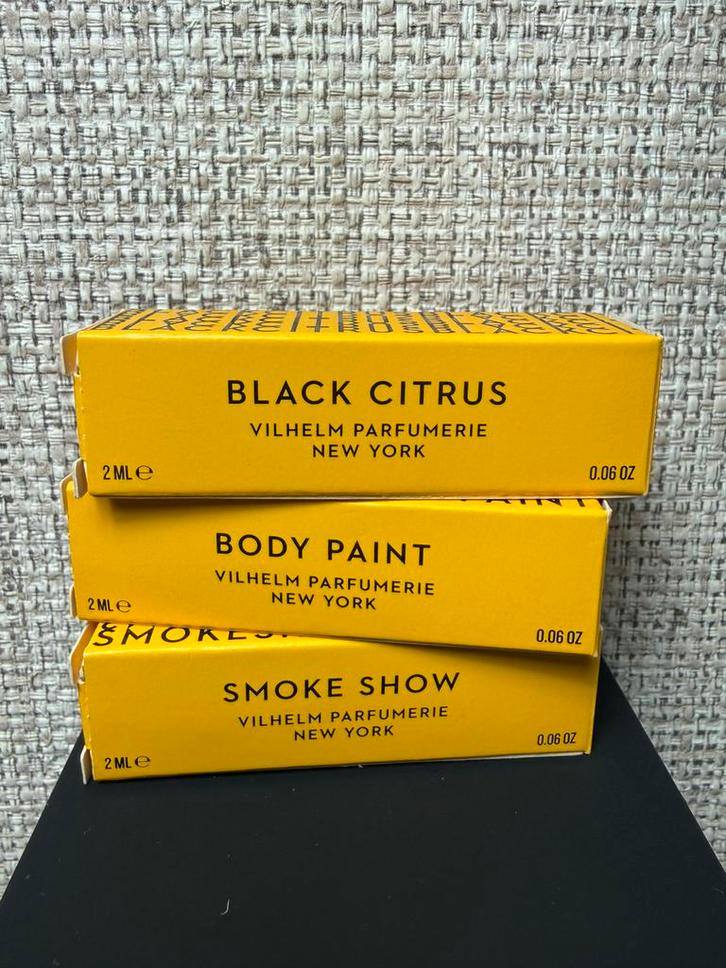 BLACK CITRUS
VILHELM PARFUMERIE
NEW YORK
2 ML ℮
0.06 OZ
PAINT
BODY PAINT
VILHELM PARFUMERIE
NEW YORK
2 ML ℮
0.06 OZ
SMOKE SHOW
VILHELM PARFUMERIE
NEW YORK
2 ML ℮
0.06 OZ